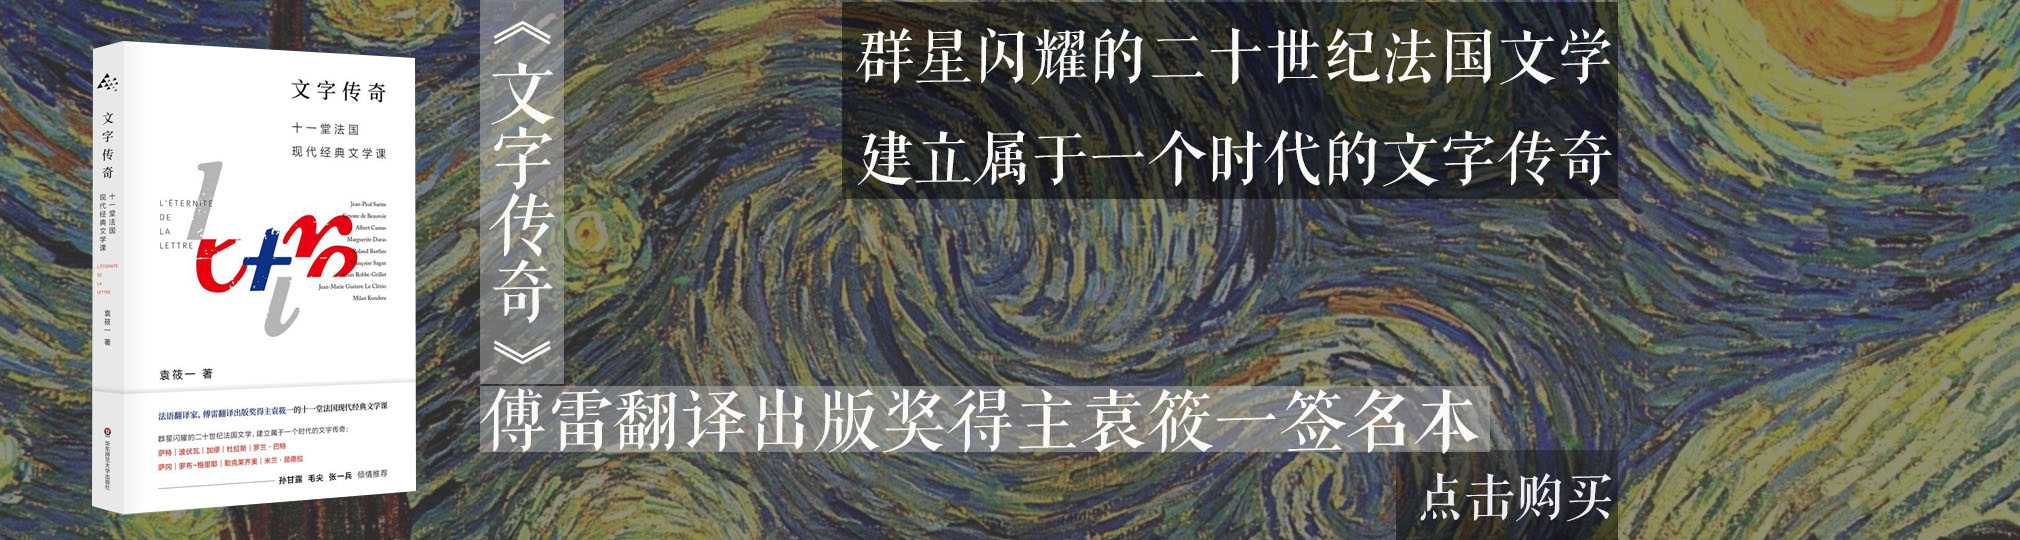 文字传奇
十一堂法国
现代经典文学课
L'ÉTERNITÉ
DE
LA
LETTRE
袁筱一 著
华东师范大学出版社
文字传奇
十一堂法国
现代经典文学课
L'ÉTERNITÉ
DE
LA
LETTRE
Jean-Paul Sartre
Simone de Beauvoir
Albert Camus
Marguerite Duras
Roland Barthes
Françoise Sagan
Alain Robbe-Grillet
Jean-Marie Gustave Le Clézio
Milan Kundera
袁筱一 著
法语翻译家、傅雷翻译出版奖得主袁筱一的十一堂法国现代经典文学课
群星闪耀的二十世纪法国文学，建立属于一个时代的文字传奇：
萨特｜波伏瓦｜加缪｜杜拉斯｜罗兰·巴特
萨冈｜罗布-格里耶｜勒克莱齐奥｜米兰·昆德拉
孙甘露 毛尖 张一兵 倾情推荐
《文字传奇》
群星闪耀的二十世纪法国文学
建立属于一个时代的文字传奇
傅雷翻译出版奖得主袁筱一签名本
点击购买